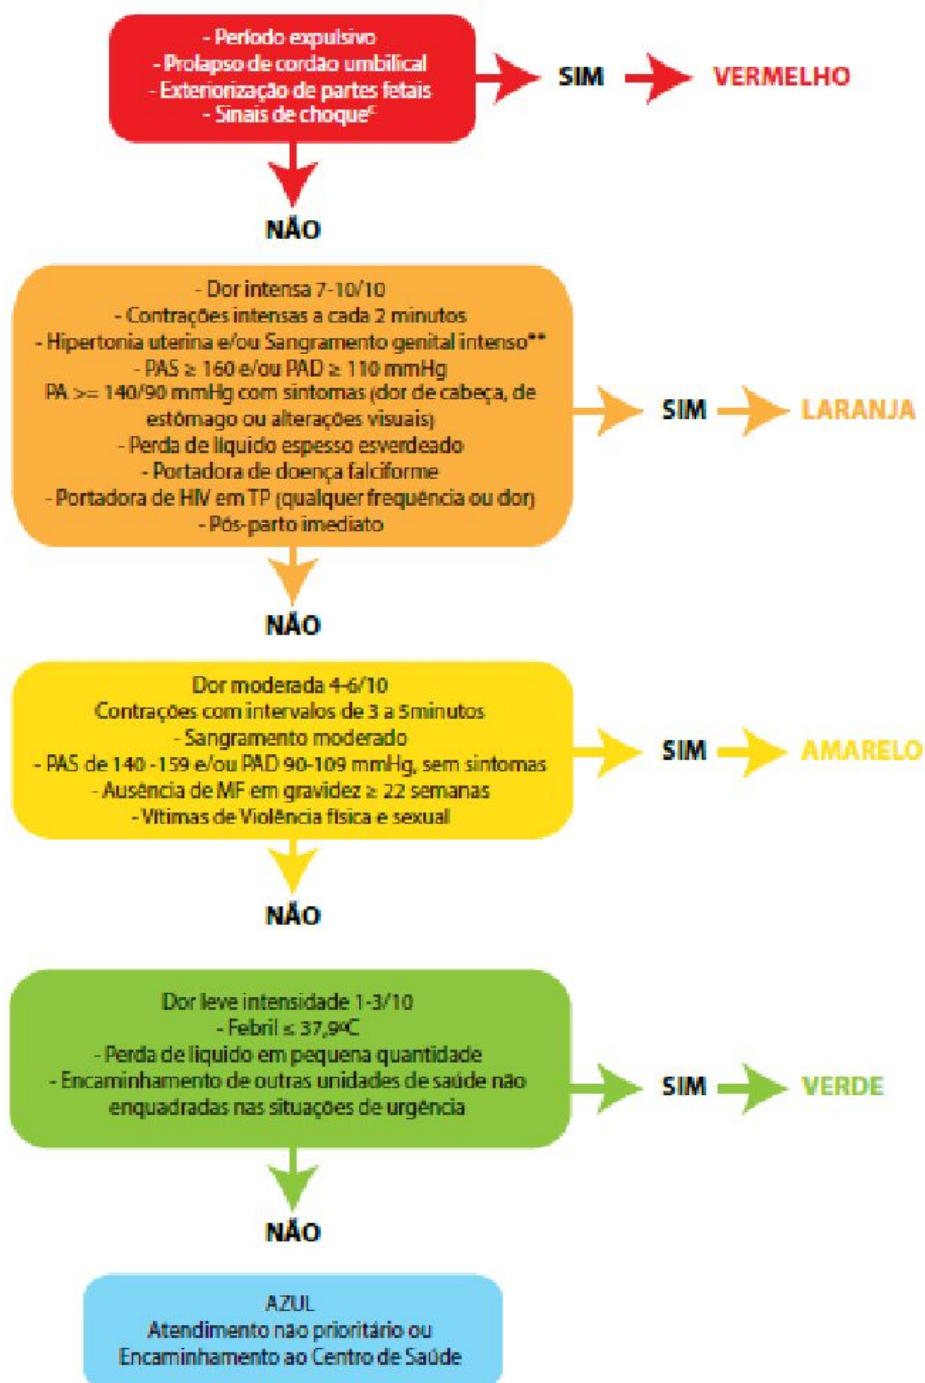 - Período expulsivo
- Prolapso de cordão umbilical
- Exteriorização de partes fetais
- Sinais de choque€
SIM
VERMELHO
NÃO
- Dor intensa 7-10/10
- Contrações intensas a cada 2 minutos
- Hipertonia uterina e/ou Sangramento genital intenso**
- PAS ≥ 160 e/ou PAD ≥ 110 mmHg
PA >= 140/90 mmHg com sintomas (dor de cabeça, de
estômago ou alterações visuais)
- Perda de líquido espesso esverdeado
- Portadora de doença falciforme
- Portadora de HIV em TP (qualquer frequência ou dor)
- Pós-parto imediato
SIM
LARANJA
NÃO
Dor moderada 4-6/10
Contrações com intervalos de 3 a 5minutos
- Sangramento moderado
- PAS de 140 -159 e/ou PAD 90-109 mmHg, sem sintomas
- Ausência de MF em gravidez ≥ 22 semanas
- Vítimas de Violência física e sexual
SIM
AMARELO
NÃO
Dor leve intensidade 1-3/10
- Febril ≤ 37,9ºC
- Perda de líquido em pequena quantidade
- Encaminhamento de outras unidades de saúde não
enquadradas nas situações de urgência
SIM
VERDE
NÃO
AZUL
Atendimento não prioritário ou
Encaminhamento ao Centro de Saúde